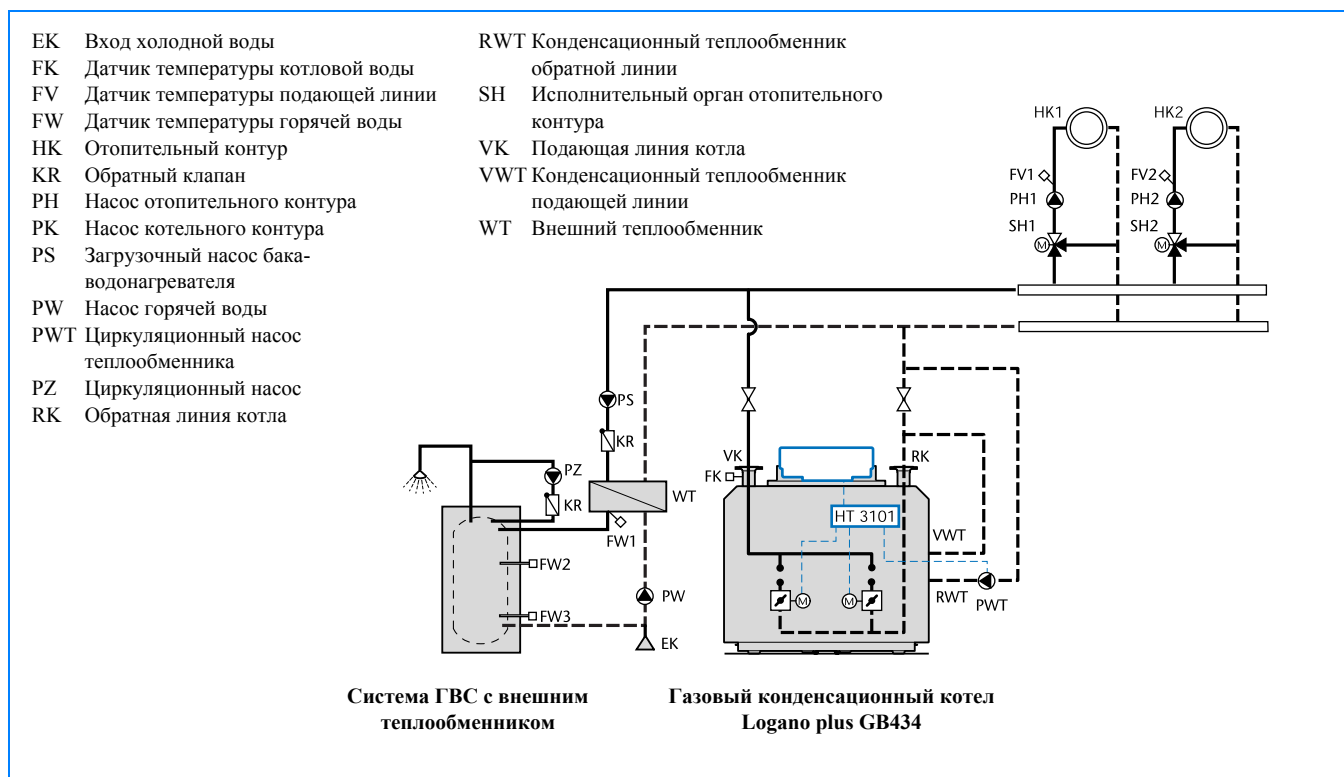 EK Вход холодной воды
FK Датчик температуры котловой воды
FV Датчик температуры подающей линии
FW Датчик температуры горячей воды
HK Отопительный контур
KR Обратный клапан
PH Насос отопительного контура
PK Насос котельного контура
PS Загрузочный насос бака-
водонагревателя
PW Насос горячей воды
PWT Циркуляционный насос
теплообменника
PZ Циркуляционный насос
RK Обратная линия котла
RWT Конденсационный теплообменник
обратной линии
SH Исполнительный орган отопительного
контура
VK Подающая линия котла
VWT Конденсационный теплообменник
подающей линии
WT Внешний теплообменник
HK1
HK2
FV1
FV2
PH1
PH2
SH1
SH2
M
M
PS
KR
PZ
KR
WT
FW1
FW2
FW3
PW
EK
VK
RK
FK
HT 3101
VWT
RWT
PWT
M
M
Система ГВС с внешним
теплообменником
Газовый конденсационный котел
Logano plus GB434